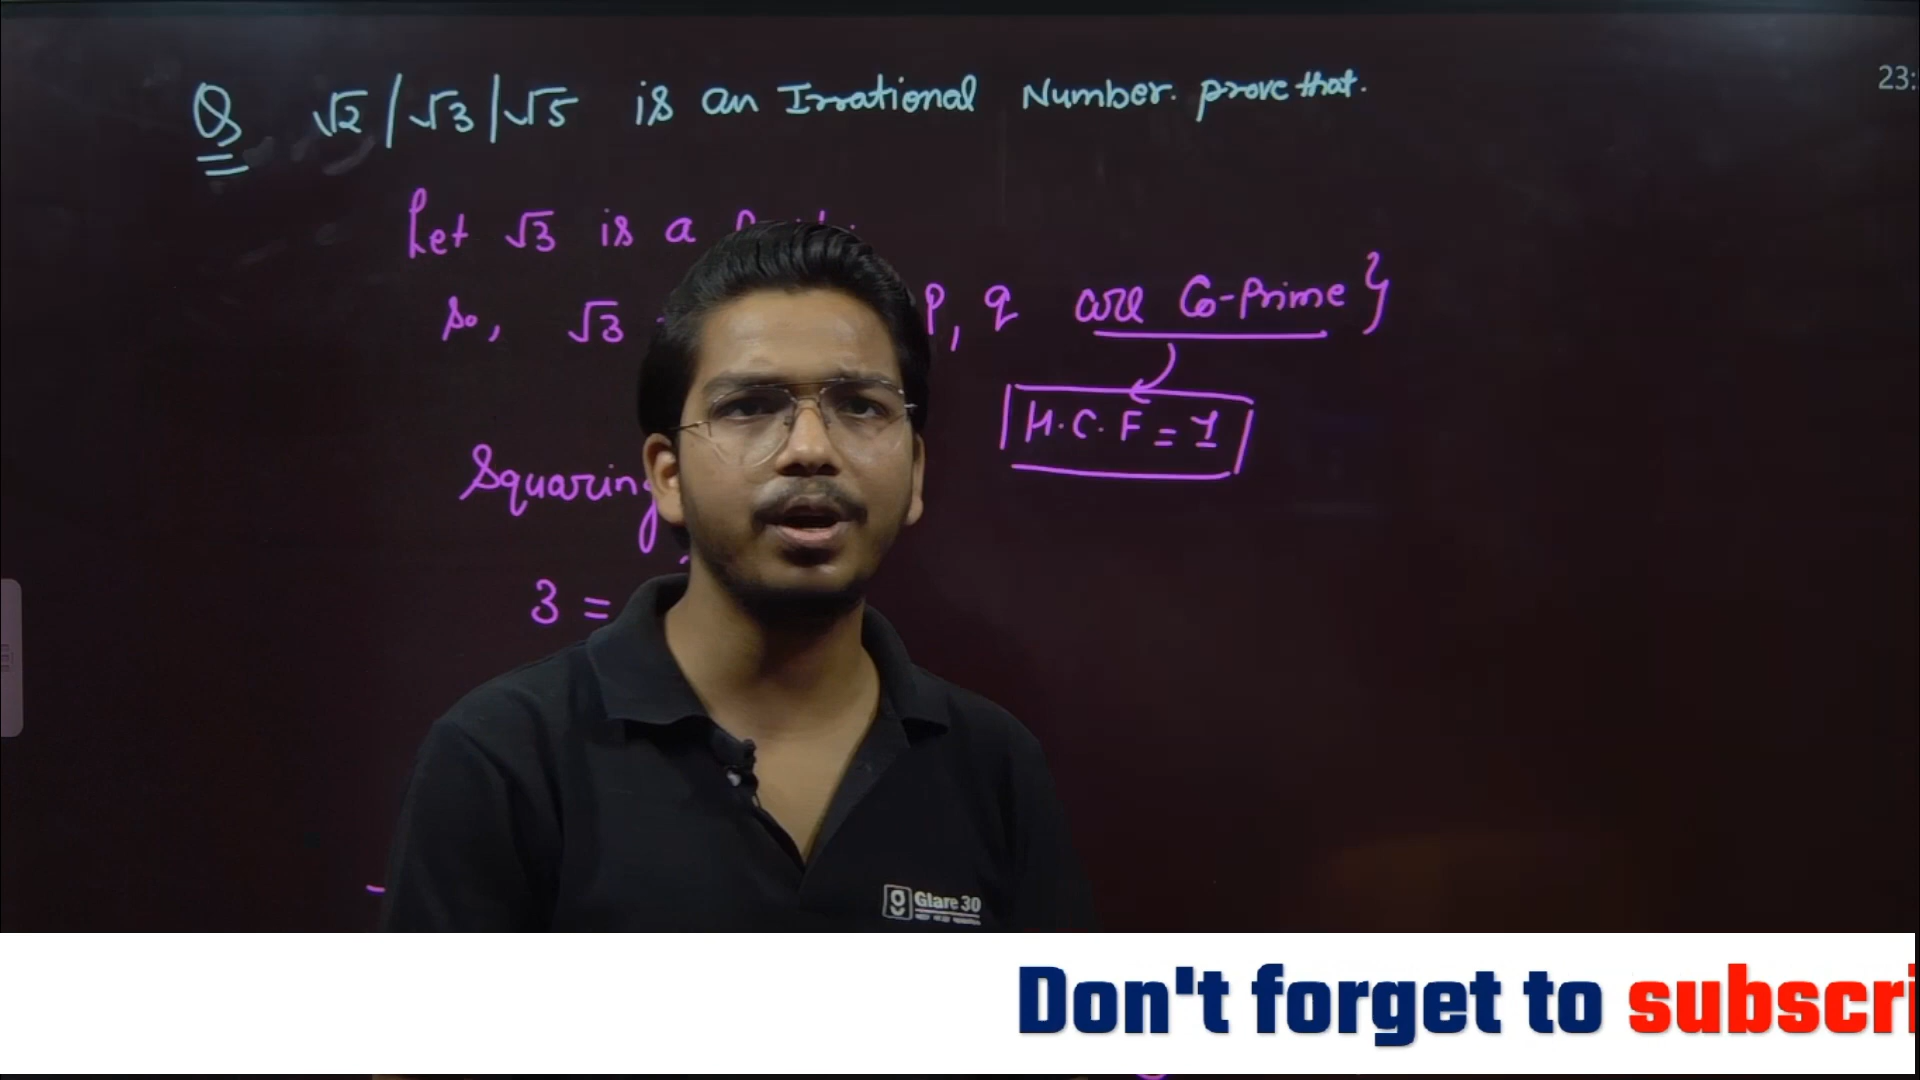 Q √2 / √3 | √5 is an Irrational Number. prove that.
23:
Let √3 is a
So, √3 P, q are Co-Prime}
H.C.F = 1
Squaring
3 =
Glare 30
Don't forget to subscri